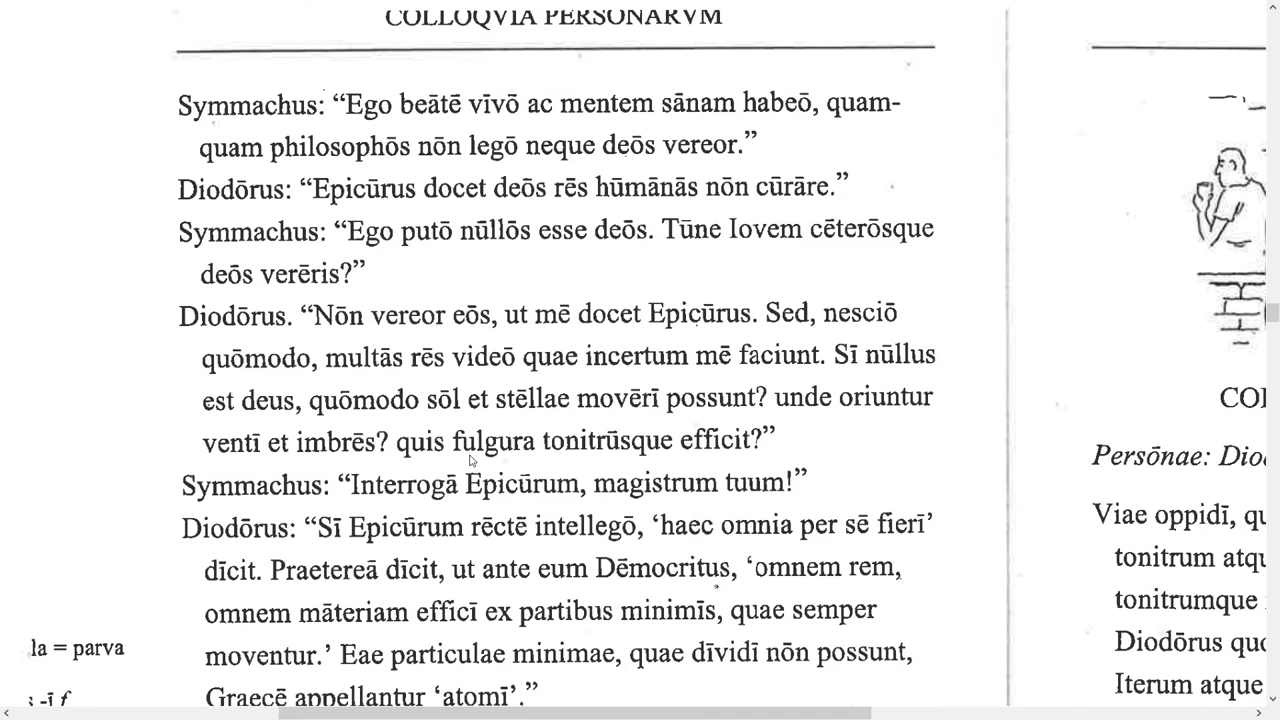 COLLOQVIA PERSONARVM
Symmachus: “Ego beātē vīvō ac mentem sānam habeō, quam-
quam philosophōs nōn legō neque deōs vereor.”
Diodōrus: “Epicūrus docet deōs rēs hūmānās nōn cūrāre.”
Symmachus: “Ego putō nūllōs esse deōs. Tūne Iovem cēterōsque
deōs verēris?”
Diodōrus. “Nōn vereor eōs, ut mē docet Epicūrus. Sed, nesciō
quōmodo, multās rēs videō quae incertum mē faciunt. Sī nūllus
est deus, quōmodo sōl et stēllae movērī possunt? unde oriuntur
ventī et imbrēs? quis fulgura tonitrūsque efficit?”
Symmachus: “Interrogā Epicūrum, magistrum tuum!”
Diodōrus: “Sī Epicūrum rēctē intellegō, ‘haec omnia per sē fierī’
dīcit. Praetereā dīcit, ut ante eum Dēmocritus, ‘omnem rem,
omnem māteriam efficī ex partibus minimīs, quae semper
moventur.’ Eae particulae minimae, quae dīvidī nōn possunt,
Graecē appellantur ‘atomī’.”
la = parva
-ī f
CO
Persōnae: Dio
Viae oppidī, qu
tonitrum atqu
tonitrumque
Diodōrus quo
Iterum atque